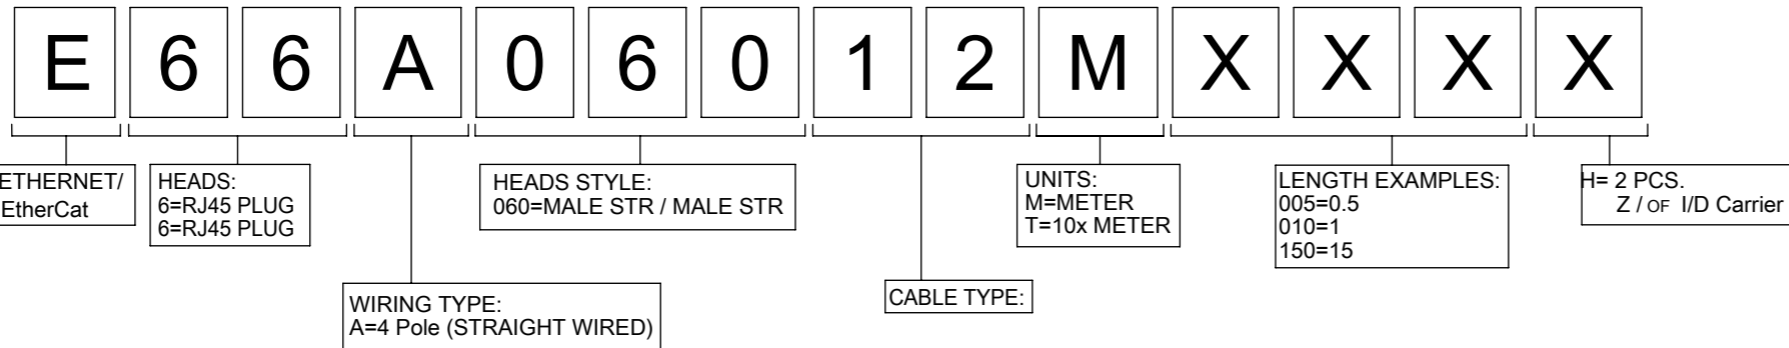 E 6 6 A 0 6 0 1 2 M X X X X
ETHERNET/
EtherCat
HEADS:
6=RJ45 PLUG
6=RJ45 PLUG
HEADS STYLE:
060=MALE STR / MALE STR
UNITS:
M=METER
T=10x METER
LENGTH EXAMPLES:
005=0.5
010=1
150=15
H= 2 PCS.
Z / OF I/D Carrier
WIRING TYPE:
A=4 Pole (STRAIGHT WIRED)
CABLE TYPE: